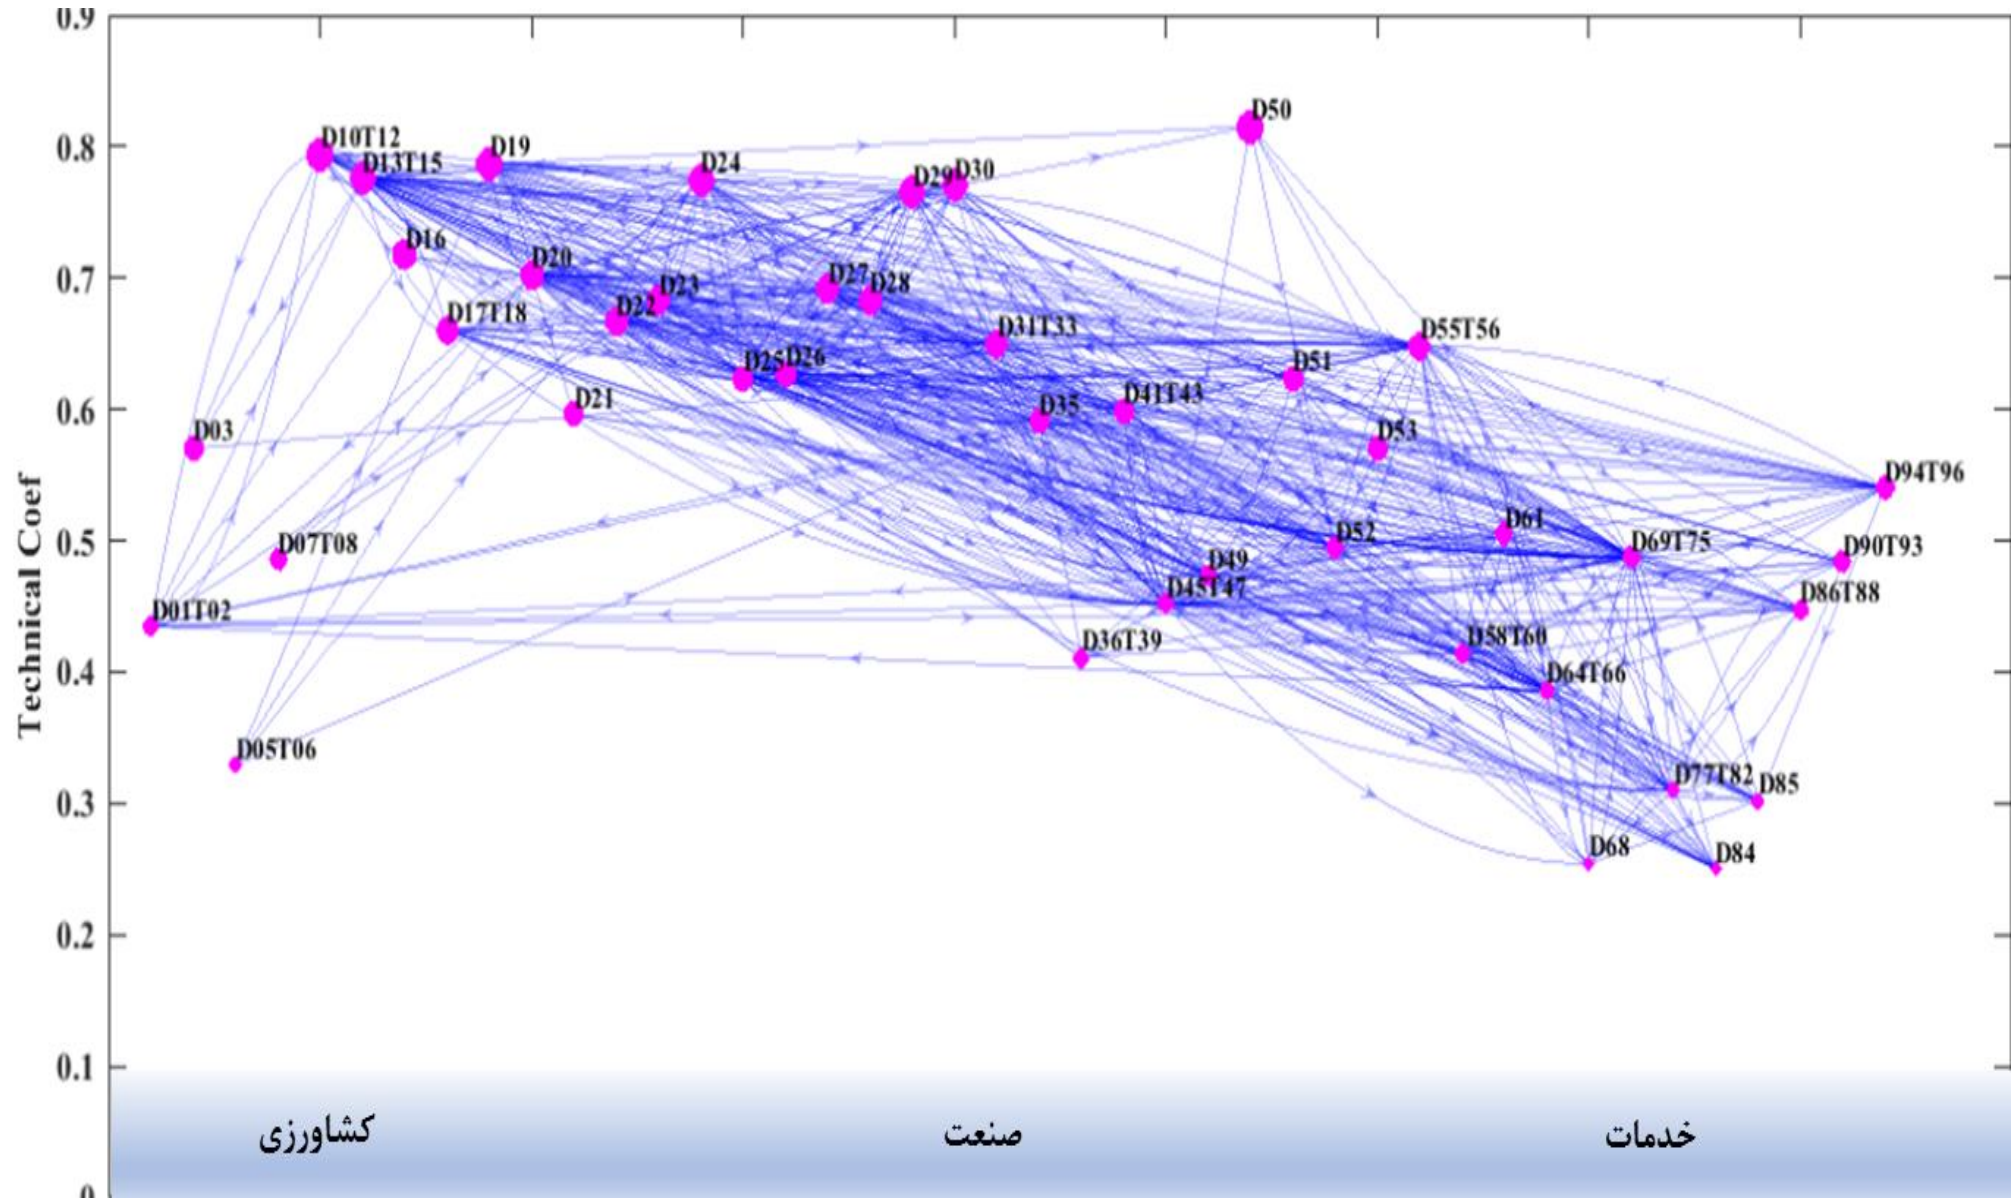 0.9
0.8
0.7
0.6
0.5
0.4
0.3
0.2
0.1
0
Technical Coef
D50
D10T12
D19
D13T15
D24
D29
D30
D16
D20
D27
D28
D23
D22
D17T18
D31T33
D55T56
D25
D26
D51
D21
D41T43
D35
D03
D53
D94T96
D61
D52
D69T75
D07T08
D90T93
D49
D45T47
D86T88
D01T02
D36T39
D58T60
D64T66
D05T06
D77T82
D85
D68
D84
کشاورزی
صنعت
خدمات